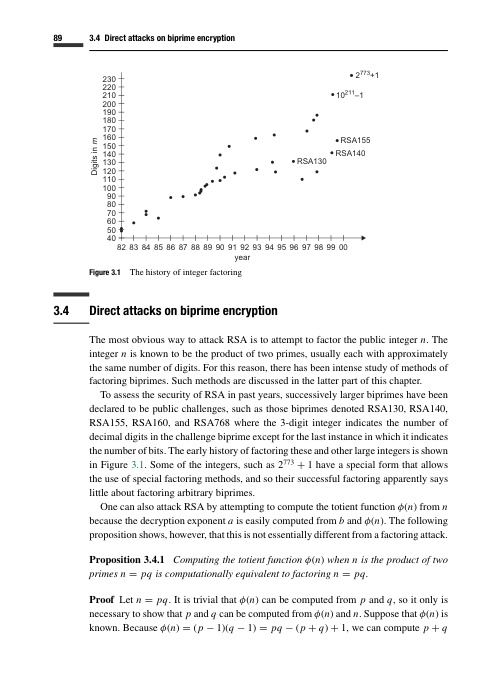 89 3.4 Direct attacks on biprime encryption
230
220
210
200
190
180
170
160
150
140
130
120
110
100
90
80
70
60
50
40
Digits in m
2^773+1
10^211–1
RSA155
RSA140
RSA130
82 83 84 85 86 87 88 89 90 91 92 93 94 95 96 97 98 99 00
year
Figure 3.1 The history of integer factoring
3.4 Direct attacks on biprime encryption
The most obvious way to attack RSA is to attempt to factor the public integer n. The
integer n is known to be the product of two primes, usually each with approximately
the same number of digits. For this reason, there has been intense study of methods of
factoring biprimes. Such methods are discussed in the latter part of this chapter.
To assess the security of RSA in past years, successively larger biprimes have been
declared to be public challenges, such as those biprimes denoted RSA130, RSA140,
RSA155, RSA160, and RSA768 where the 3-digit integer indicates the number of
decimal digits in the challenge biprime except for the last instance in which it indicates
the number of bits. The early history of factoring these and other large integers is shown
in Figure 3.1. Some of the integers, such as 2^773 + 1 have a special form that allows
the use of special factoring methods, and so their successful factoring apparently says
little about factoring arbitrary biprimes.
One can also attack RSA by attempting to compute the totient function ϕ(n) from n
because the decryption exponent a is easily computed from b and ϕ(n). The following
proposition shows, however, that this is not essentially different from a factoring attack.
Proposition 3.4.1 Computing the totient function ϕ(n) when n is the product of two
primes n = pq is computationally equivalent to factoring n = pq.
Proof Let n = pq. It is trivial that ϕ(n) can be computed from p and q, so it only is
necessary to show that p and q can be computed from ϕ(n) and n. Suppose that ϕ(n) is
known. Because ϕ(n) = (p − 1)(q − 1) = pq − (p + q) + 1, we can compute p + q